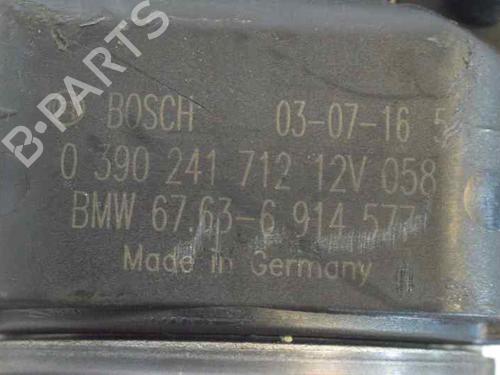 BOSCH 03-07-16 5
0 390 241 712 12V 058
BMW 67.63-6 914 577
Made in Germany